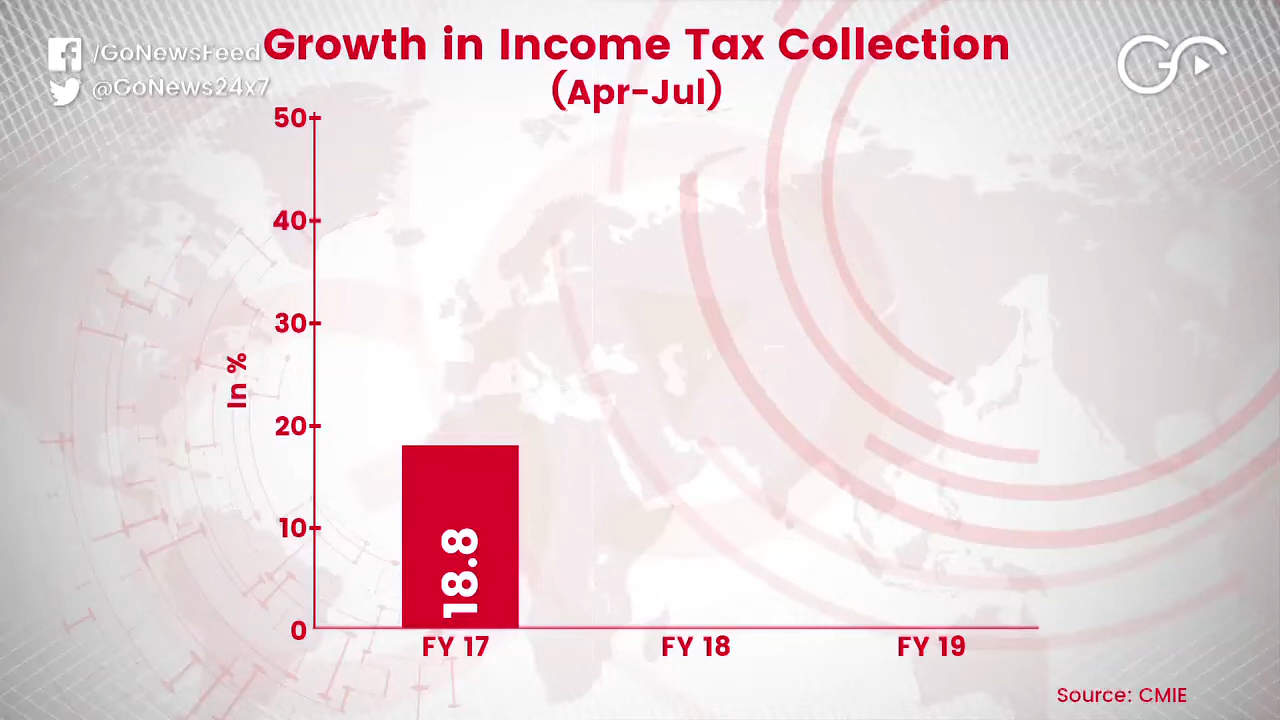 /GoNewsFeed
@GoNews24x7
Growth in Income Tax Collection
(Apr-Jul)
50
40
30
20
10
0
In %
18.8
FY 17
FY 18
FY 19
Source: CMIE